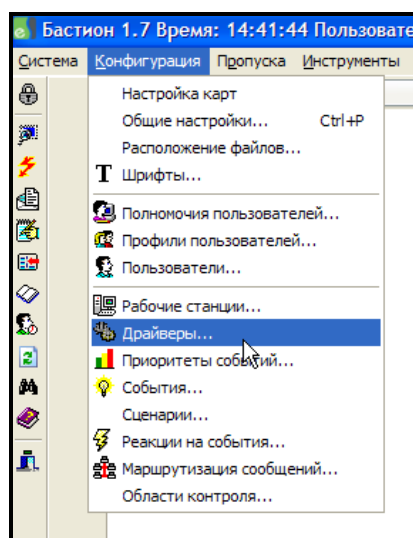 Бастион 1.7 Время: 14:41:44 Пользовате
Система Конфигурация Пропуска Инструменты
Настройка карт
Общие настройки... Ctrl+P
Расположение файлов...
Шрифты...
Полномочия пользователей...
Профили пользователей...
Пользователи...
Рабочие станции...
Драйверы...
Приоритеты событий...
События...
Сценарии...
Реакции на события...
Маршрутизация сообщений...
Области контроля...